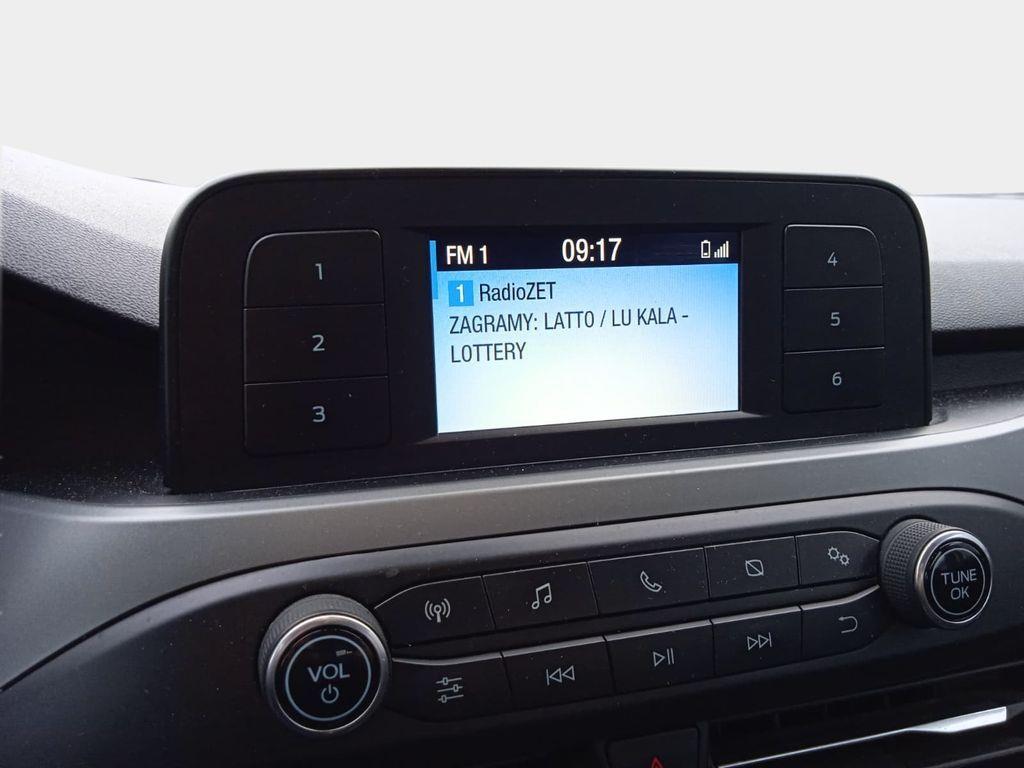 FM 1 09:17
1 RadioZET
ZAGRAMY: LATTO / LU KALA -
LOTTERY
1
2
3
4
5
6
VOL
TUNE
OK